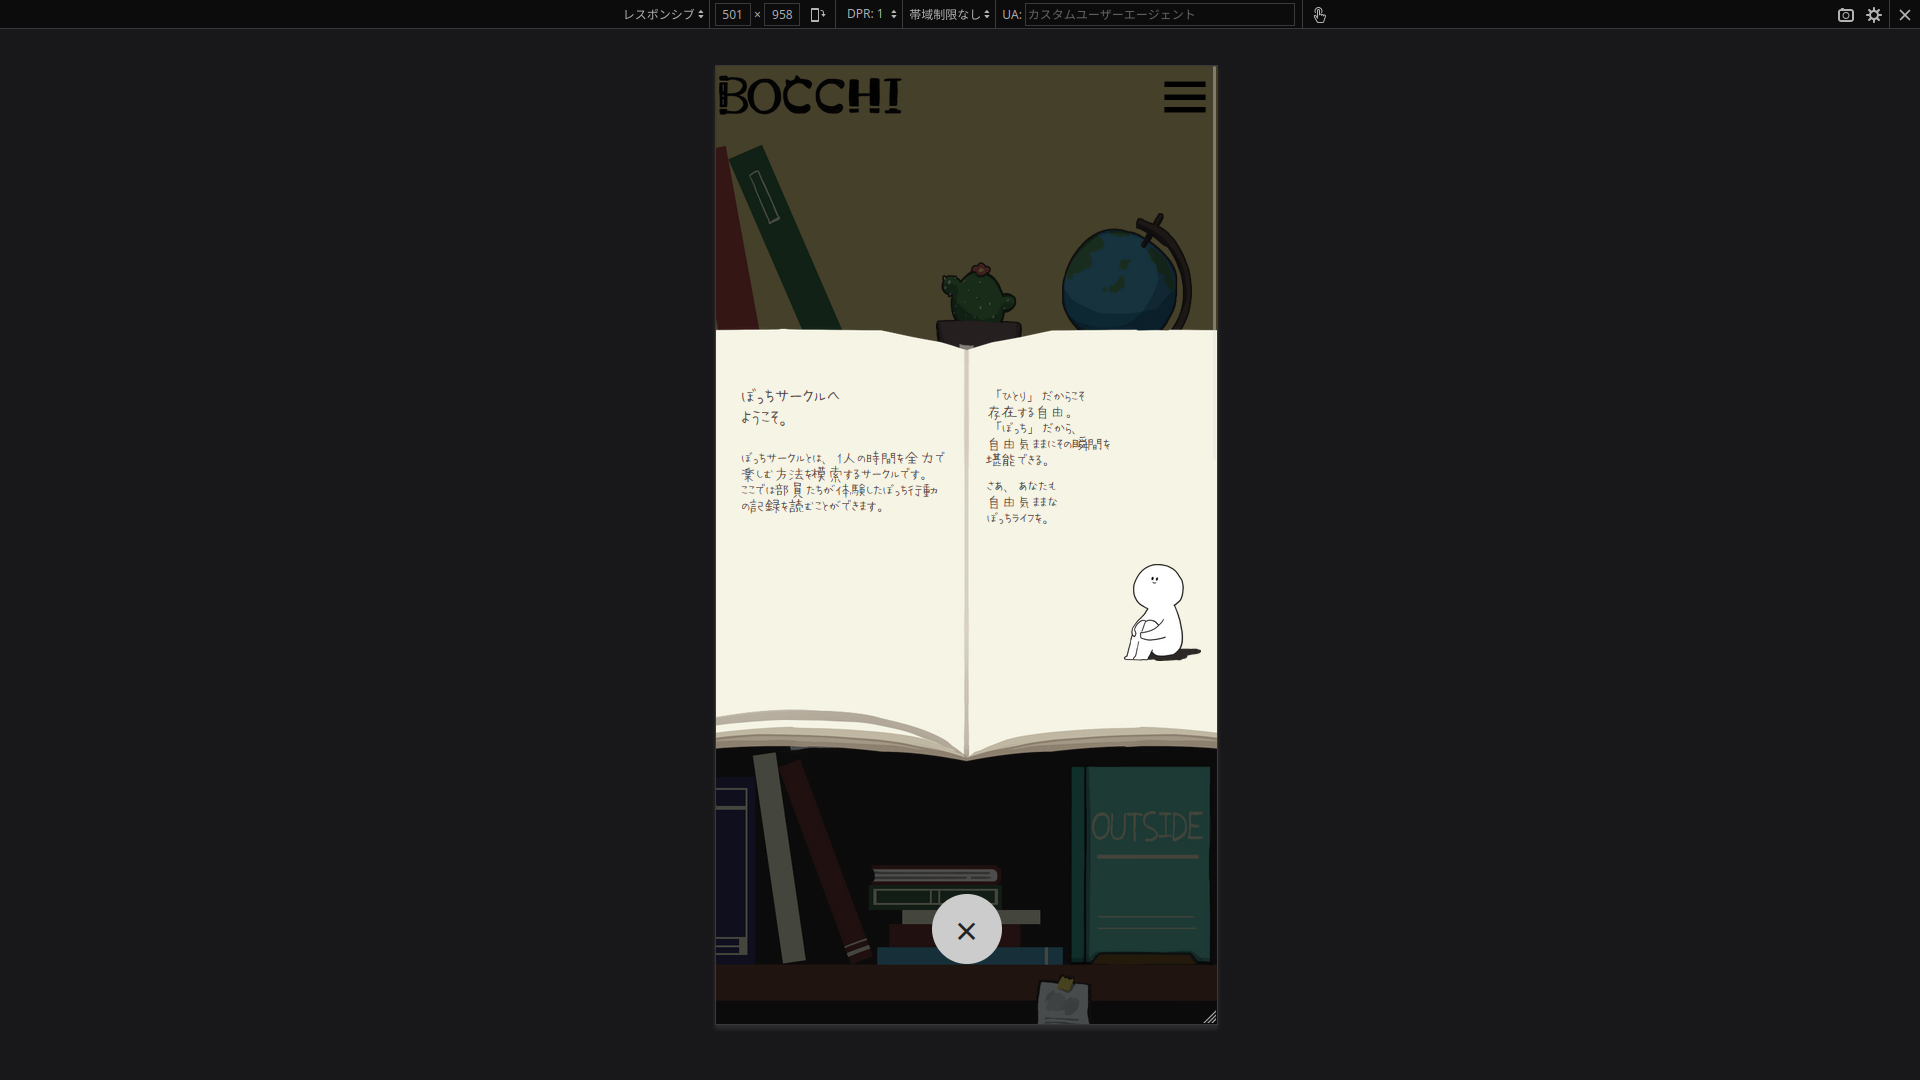 レスポンシブ 501 × 958 DPR: 1 帯域制限なし UA: カスタムユーザーエージェント
BOCCHI
ぼっちサークルへ
ようこそ。
ぼっちサークルとは、1人の時間を全力で
楽しむ方法を模索するサークルです。
ここでは部員たちが体験したぼっち行動
の記録を読むことができます。
「ひとり」だからこそ
存在する自由。
「ぼっち」だから、
自由気ままにその瞬間を
堪能できる。
さあ、あなたも
自由気ままな
ぼっちライフを。
OUTSIDE
×